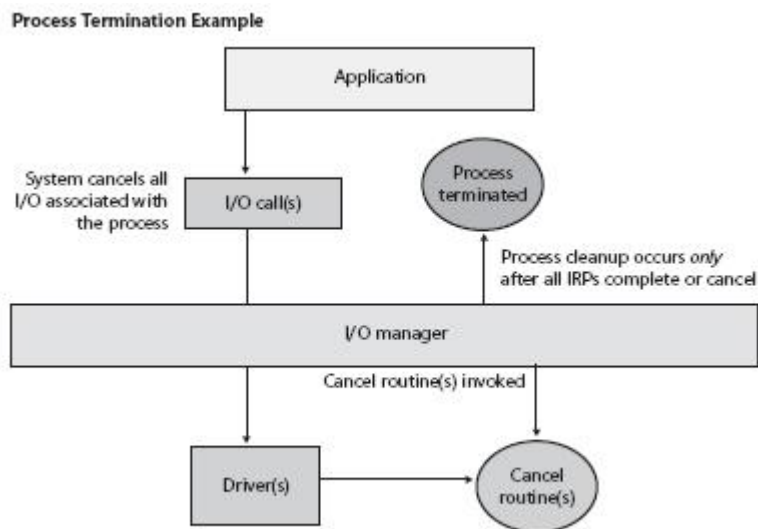 Process Termination Example
Application
System cancels all
I/O associated with
the process
I/O call(s)
Process
terminated
Process cleanup occurs only
after all IRPs complete or cancel
I/O manager
Cancel routine(s) invoked
Driver(s)
Cancel
routine(s)